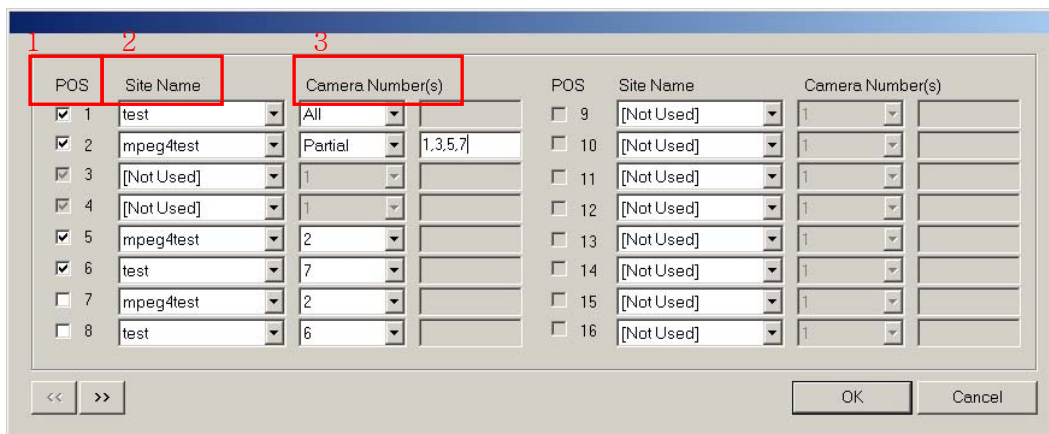 1 2 3
POS Site Name Camera Number(s) POS Site Name Camera Number(s)
1 test All 9 [Not Used] 1
2 mpeg4test Partial 1,3,5,7 10 [Not Used] 1
3 [Not Used] 1 11 [Not Used] 1
4 [Not Used] 1 12 [Not Used] 1
5 mpeg4test 2 13 [Not Used] 1
6 test 7 14 [Not Used] 1
7 mpeg4test 2 15 [Not Used] 1
8 test 6 16 [Not Used] 1
<< >> OK Cancel